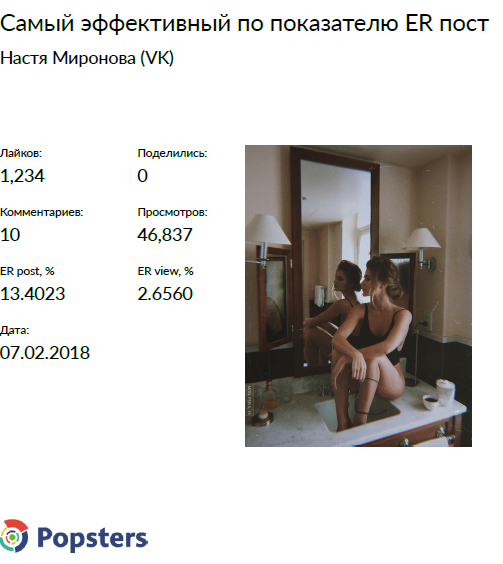 Самый эффективный по показателю ER пост
Настя Миронова (VK)
Лайков:
Поделились:
1,234
0
Комментариев:
Просмотров:
10
46,837
ER post, %
ER view, %
13.4023
2.6560
Дата:
07.02.2018
Popsters